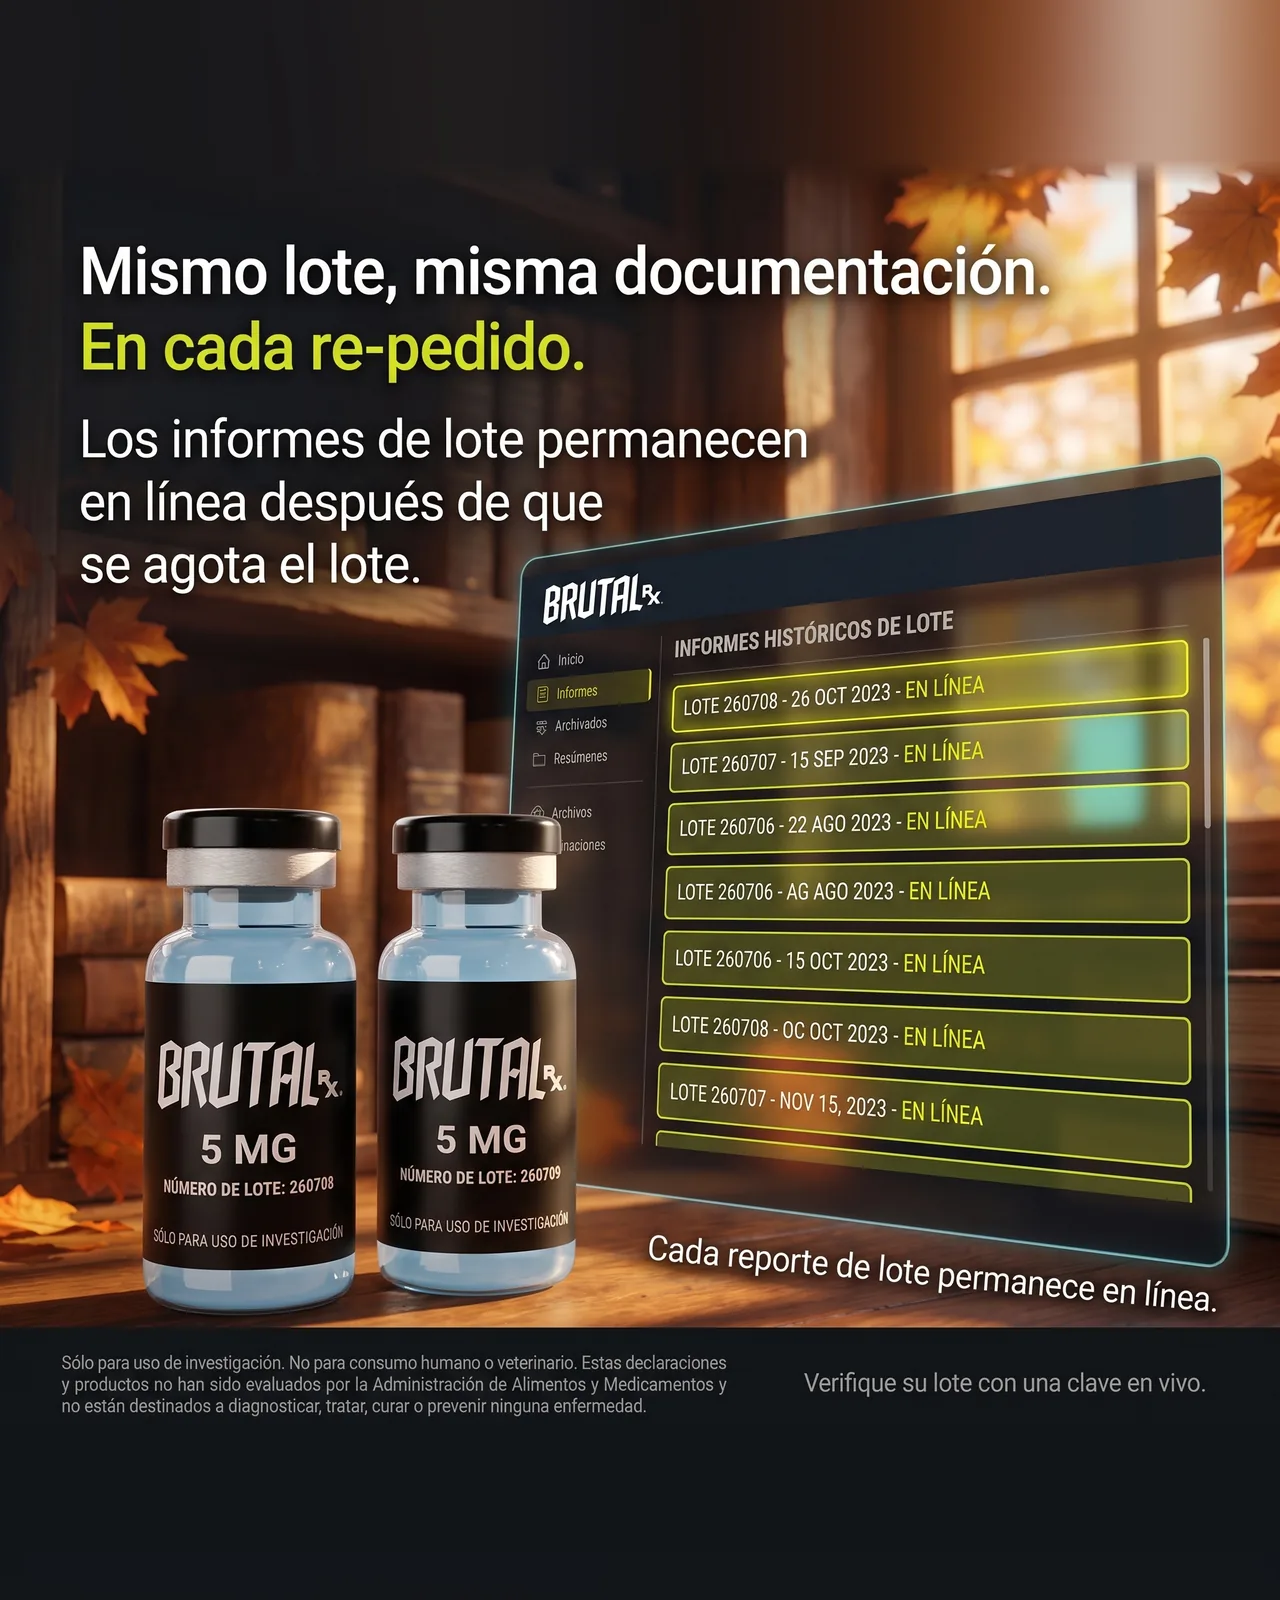 Mismo lote, misma documentación.
En cada re-pedido.
Los informes de lote permanecen
en línea después de que
se agota el lote.
BRUTAL Rx
INFORMES HISTÓRICOS DE LOTE
Inicio
Informes
Archivados
Resúmenes
Archivos
LOTE 260708 - 26 OCT 2023 - EN LÍNEA
LOTE 260707 - 15 SEP 2023 - EN LÍNEA
LOTE 260706 - 22 AGO 2023 - EN LÍNEA
LOTE 260706 - AG AGO 2023 - EN LÍNEA
LOTE 260706 - 15 OCT 2023 - EN LÍNEA
LOTE 260708 - OC OCT 2023 - EN LÍNEA
LOTE 260707 - NOV 15, 2023 - EN LÍNEA
BRUTAL Rx
5 MG
NÚMERO DE LOTE: 260708
SÓLO PARA USO DE INVESTIGACIÓN
BRUTAL Rx
5 MG
NÚMERO DE LOTE: 260709
SÓLO PARA USO DE INVESTIGACIÓN
Cada reporte de lote permanece en línea.
Sólo para uso de investigación. No para consumo humano o veterinario. Estas declaraciones
y productos no han sido evaluados por la Administración de Alimentos y Medicamentos y
no están destinados a diagnosticar, tratar, curar o prevenir ninguna enfermedad.
Verifique su lote con una clave en vivo.